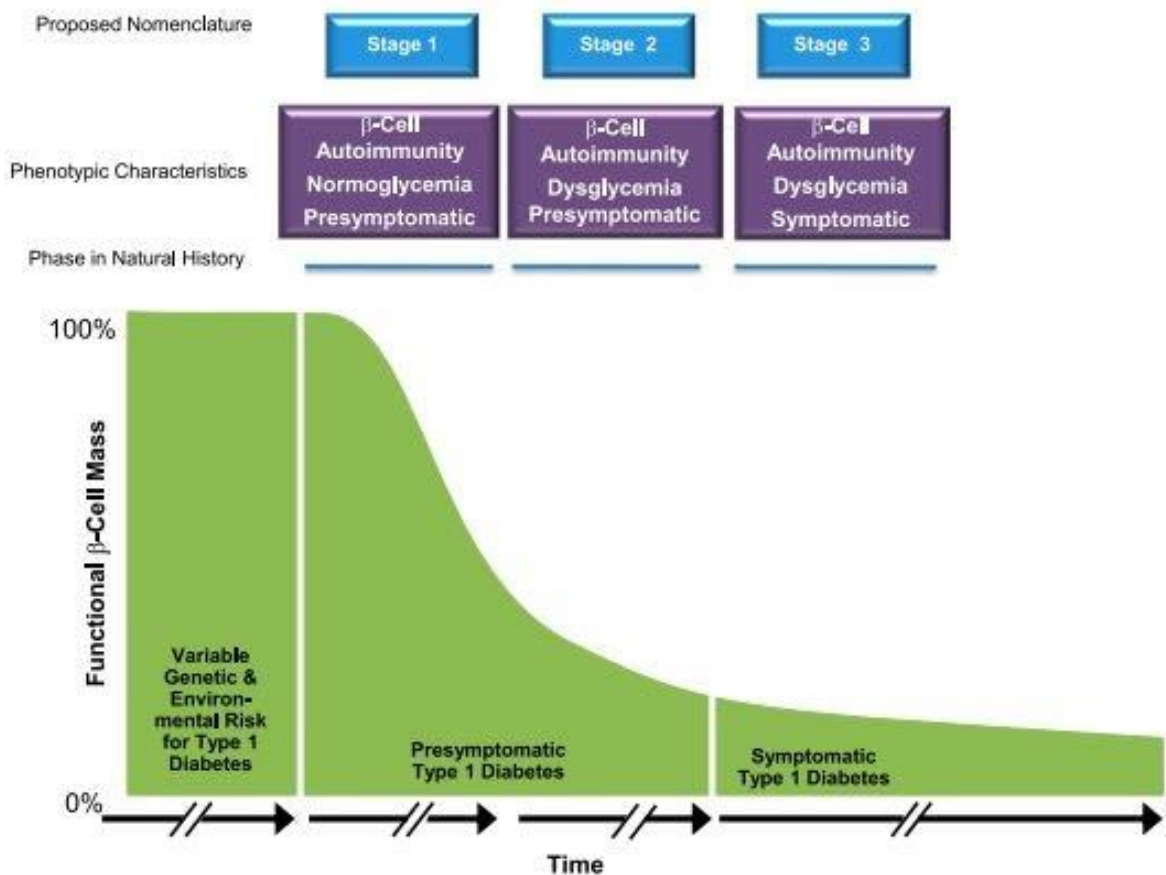 Proposed Nomenclature
Stage 1
Stage 2
Stage 3
Phenotypic Characteristics
β-Cell
Autoimmunity
Normoglycemia
Presymptomatic
β-Cell
Autoimmunity
Dysglycemia
Presymptomatic
β-Cell
Autoimmunity
Dysglycemia
Symptomatic
Phase in Natural History
100%
Functional β-Cell Mass
0%
Variable
Genetic &
Environ-
mental Risk
for Type 1
Diabetes
Presymptomatic
Type 1 Diabetes
Symptomatic
Type 1 Diabetes
Time